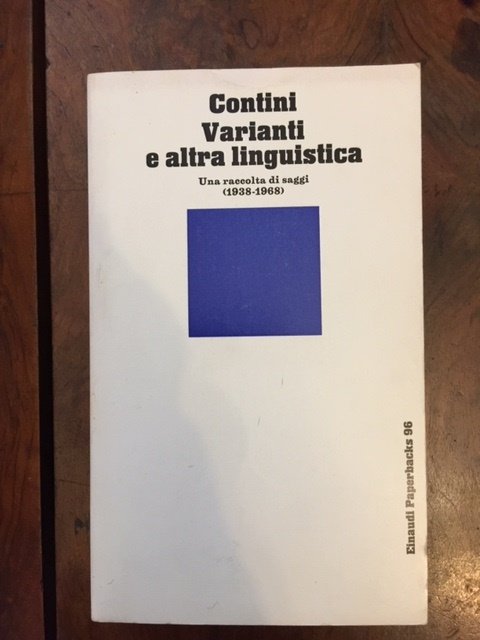 Contini
Varianti
e altra linguistica
Una raccolta di saggi
(1938-1968)
Einaudi Paperbacks 96